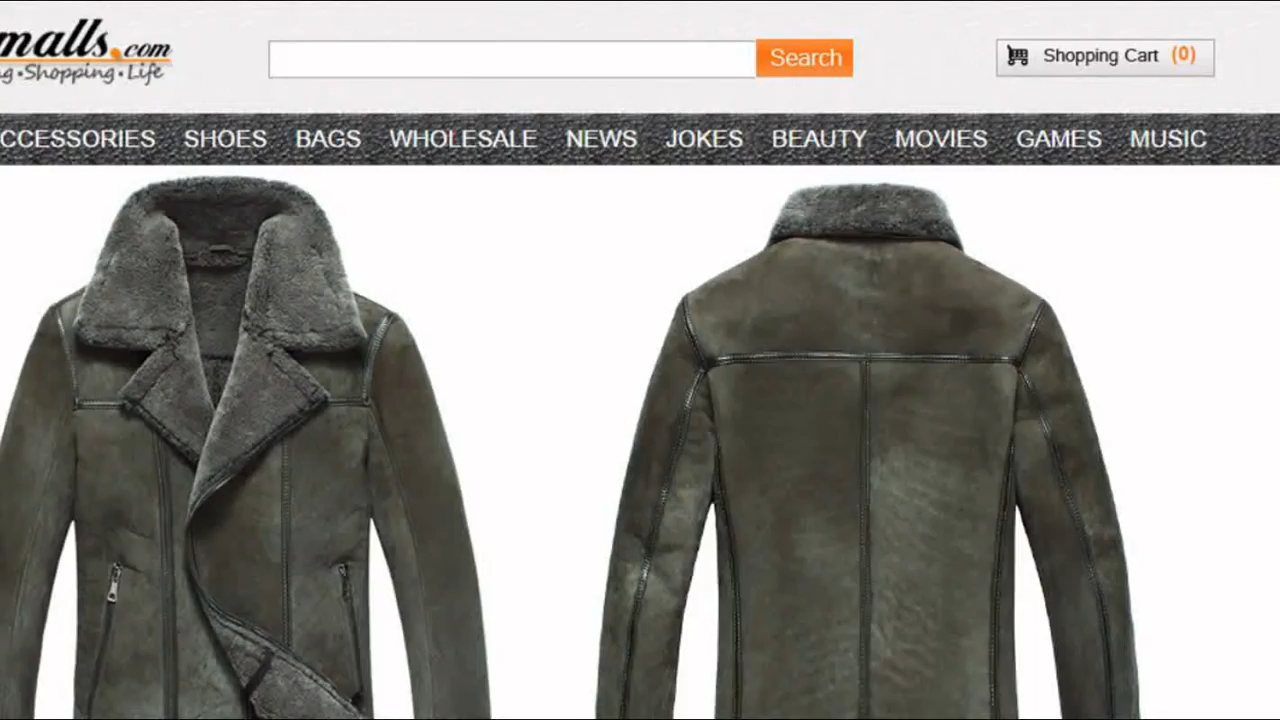 malls.com
g•Shopping•Life
Search
Shopping Cart (0)
CCESSORIES SHOES BAGS WHOLESALE NEWS JOKES BEAUTY MOVIES GAMES MUSIC